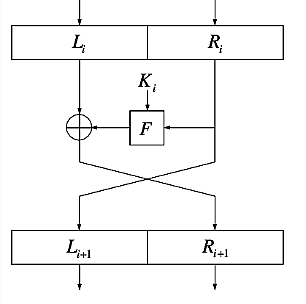 L_i R_i
K_i
F
L_{i+1} R_{i+1}